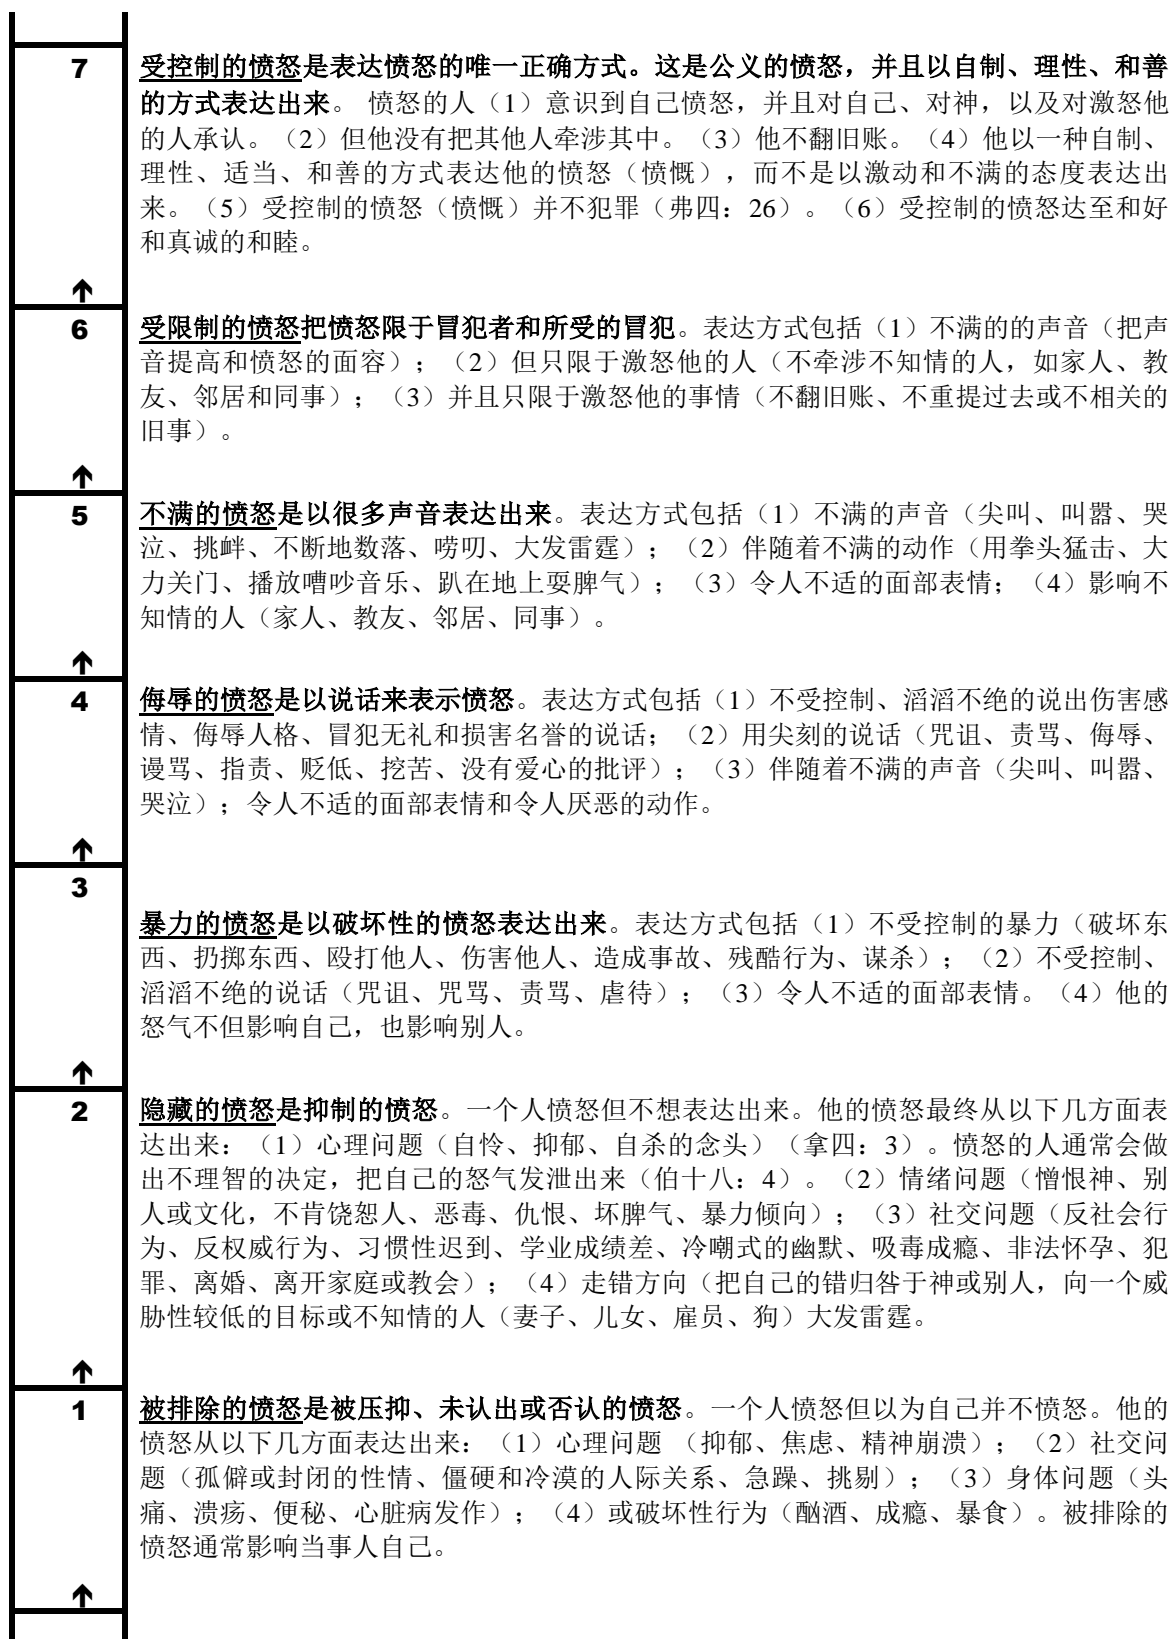 7 受控制的愤怒是表达愤怒的唯一正确方式。这是公义的愤怒，并且以自制、理性、和善
的方式表达出来。 愤怒的人（1）意识到自己愤怒，并且对自己、对神，以及对激怒他
的人承认。（2）但他没有把其他人牵涉其中。（3）他不翻旧账。（4）他以一种自制、
理性、适当、和善的方式表达他的愤怒（愤慨），而不是以激动和不满的态度表达出
来。（5）受控制的愤怒（愤慨）并不犯罪（弗四：26）。（6）受控制的愤怒达至和好
和真诚的和睦。
↑
6 受限制的愤怒把愤怒限于冒犯者和所受的冒犯。表达方式包括（1）不满的的声音（把声
音提高和愤怒的面容）；（2）但只限于激怒他的人（不牵涉不知情的人，如家人、教
友、邻居和同事）；（3）并且只限于激怒他的事情（不翻旧账、不重提过去或不相关的
旧事）。
↑
5 不满的愤怒是以很多声音表达出来。表达方式包括（1）不满的声音（尖叫、叫嚣、哭
泣、挑衅、不断地数落、唠叨、大发雷霆）；（2）伴随着不满的动作（用拳头猛击、大
力关门、播放嘈吵音乐、趴在地上耍脾气）；（3）令人不适的面部表情；（4）影响不
知情的人（家人、教友、邻居、同事）。
↑
4 侮辱的愤怒是以说话来表示愤怒。表达方式包括（1）不受控制、滔滔不绝的说出伤害感
情、侮辱人格、冒犯无礼和损害名誉的说话；（2）用尖刻的说话（咒诅、责骂、侮辱、
谩骂、指责、贬低、挖苦、没有爱心的批评）；（3）伴随着不满的声音（尖叫、叫嚣、
哭泣）；令人不适的面部表情和令人厌恶的动作。
↑
3
暴力的愤怒是以破坏性的愤怒表达出来。表达方式包括（1）不受控制的暴力（破坏东
西、扔掷东西、殴打他人、伤害他人、造成事故、残酷行为、谋杀）；（2）不受控制、
滔滔不绝的说话（咒诅、咒骂、责骂、虐待）；（3）令人不适的面部表情。（4）他的
怒气不但影响自己，也影响别人。
↑
2 隐藏的愤怒是抑制的愤怒。一个人愤怒但不想表达出来。他的愤怒最终从以下几方面表
达出来：（1）心理问题（自怜、抑郁、自杀的念头）（拿四：3）。愤怒的人通常会做
出不理智的决定，把自己的怒气发泄出来（伯十八：4）。（2）情绪问题（憎恨神、别
人或文化，不肯饶恕人、恶毒、仇恨、坏脾气、暴力倾向）；（3）社交问题（反社会行
为、反权威行为、习惯性迟到、学业成绩差、冷嘲式的幽默、吸毒成瘾、非法怀孕、犯
罪、离婚、离开家庭或教会）；（4）走错方向（把自己的错归咎于神或别人，向一个威
胁性较低的目标或不知情的人（妻子、儿女、雇员、狗）大发雷霆。
↑
1 被排除的愤怒是被压抑、未认出或否认的愤怒。一个人愤怒但以为自己并不愤怒。他的
愤怒从以下几方面表达出来：（1）心理问题 （抑郁、焦虑、精神崩溃）；（2）社交问
题（孤僻或封闭的性情、僵硬和冷漠的人际关系、急躁、挑剔）；（3）身体问题（头
痛、溃疡、便秘、心脏病发作）；（4）或破坏性行为（酗酒、成瘾、暴食）。被排除的
愤怒通常影响当事人自己。
↑